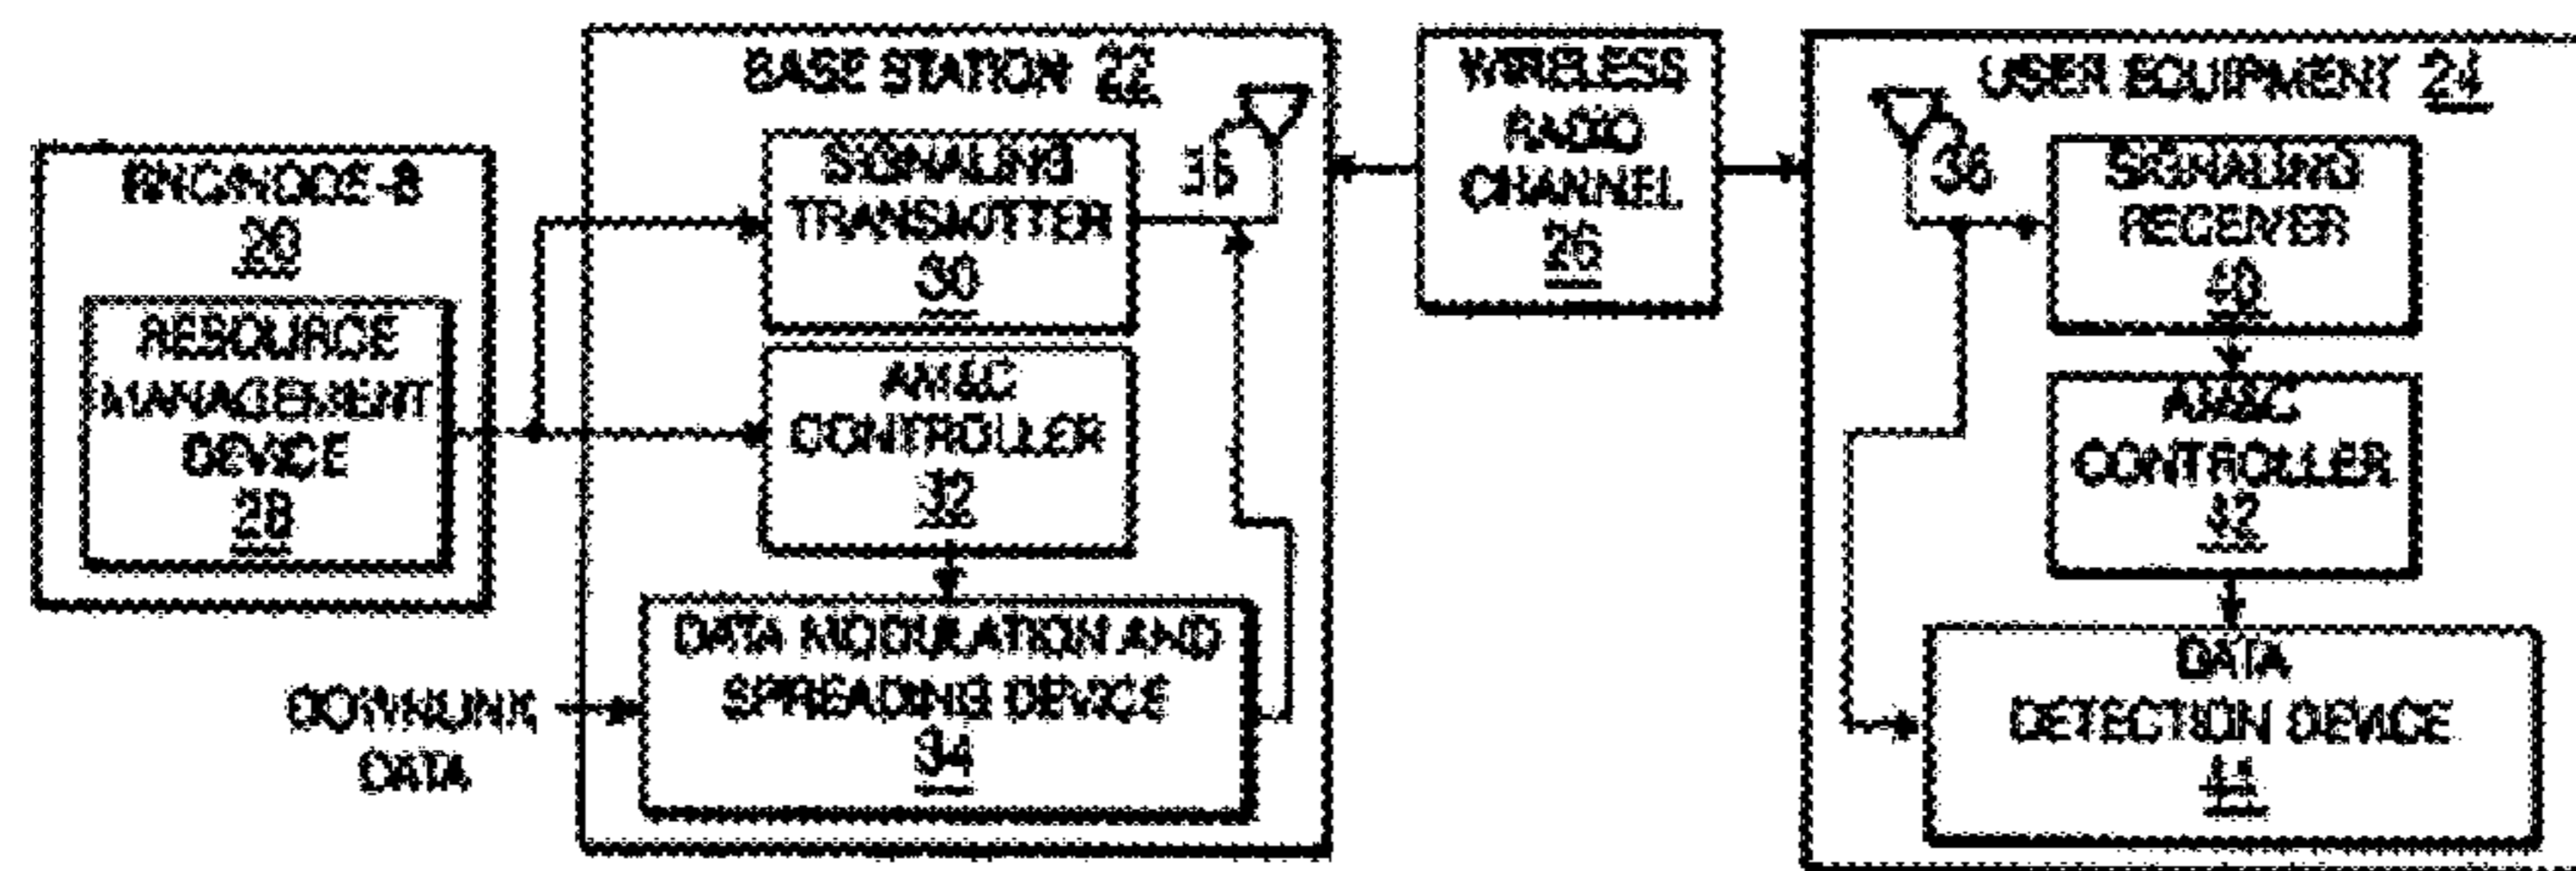 RNC/NODE-B
20
RESOURCE
MANAGEMENT
DEVICE
28
BASE STATION 22
SIGNALING
TRANSMITTER
30
AM&C
CONTROLLER
32
DATA MODULATION AND
SPREADING DEVICE
34
DOWNLINK
DATA
WIRELESS
RADIO
CHANNEL
26
USER EQUIPMENT 24
36
SIGNALING
RECEIVER
40
AM&C
CONTROLLER
42
DATA
DETECTION DEVICE